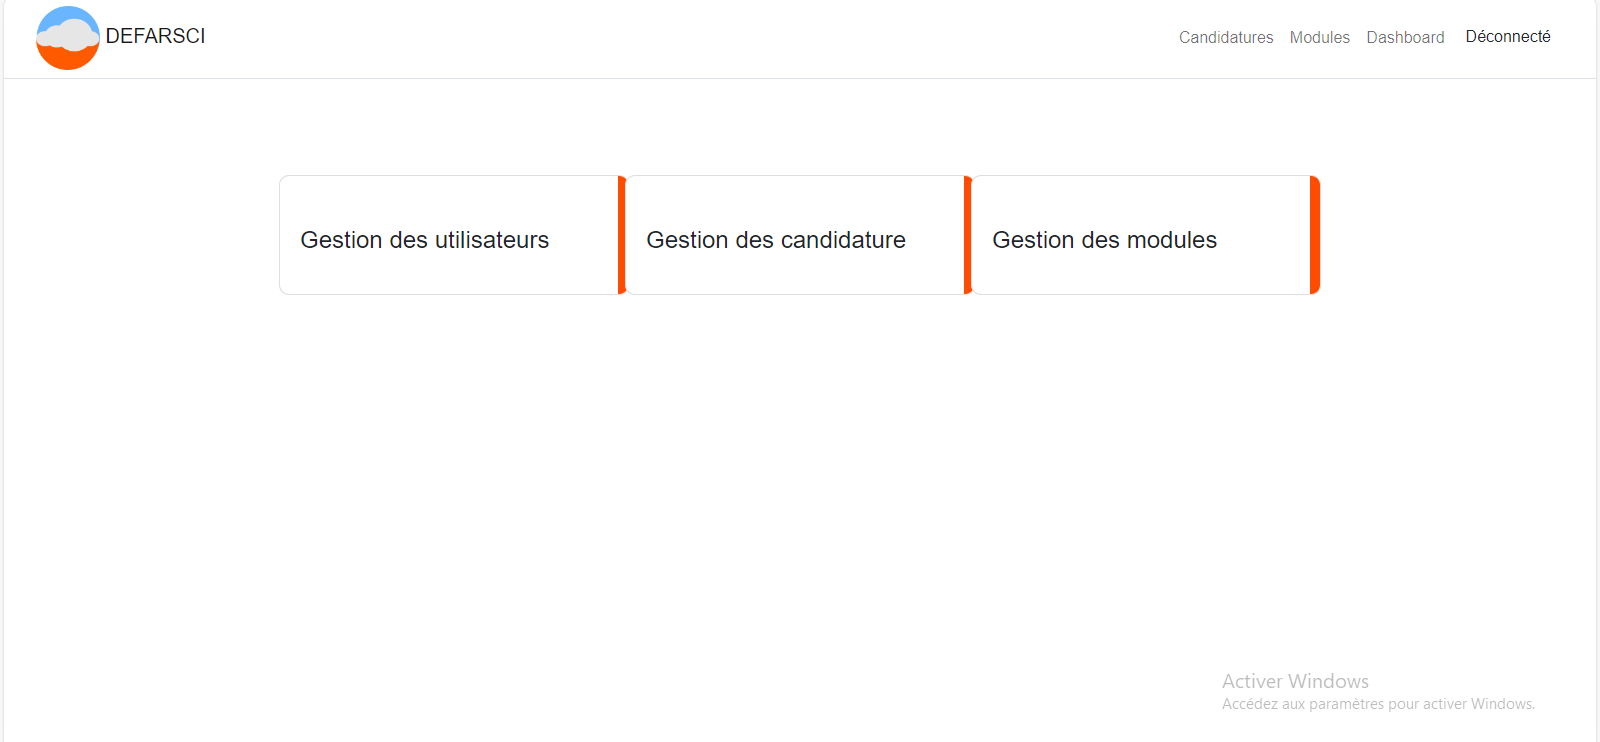 DEFARSCI
Candidatures Modules Dashboard Déconnecté
Gestion des utilisateurs
Gestion des candidature
Gestion des modules
Activer Windows
Accédez aux paramètres pour activer Windows.